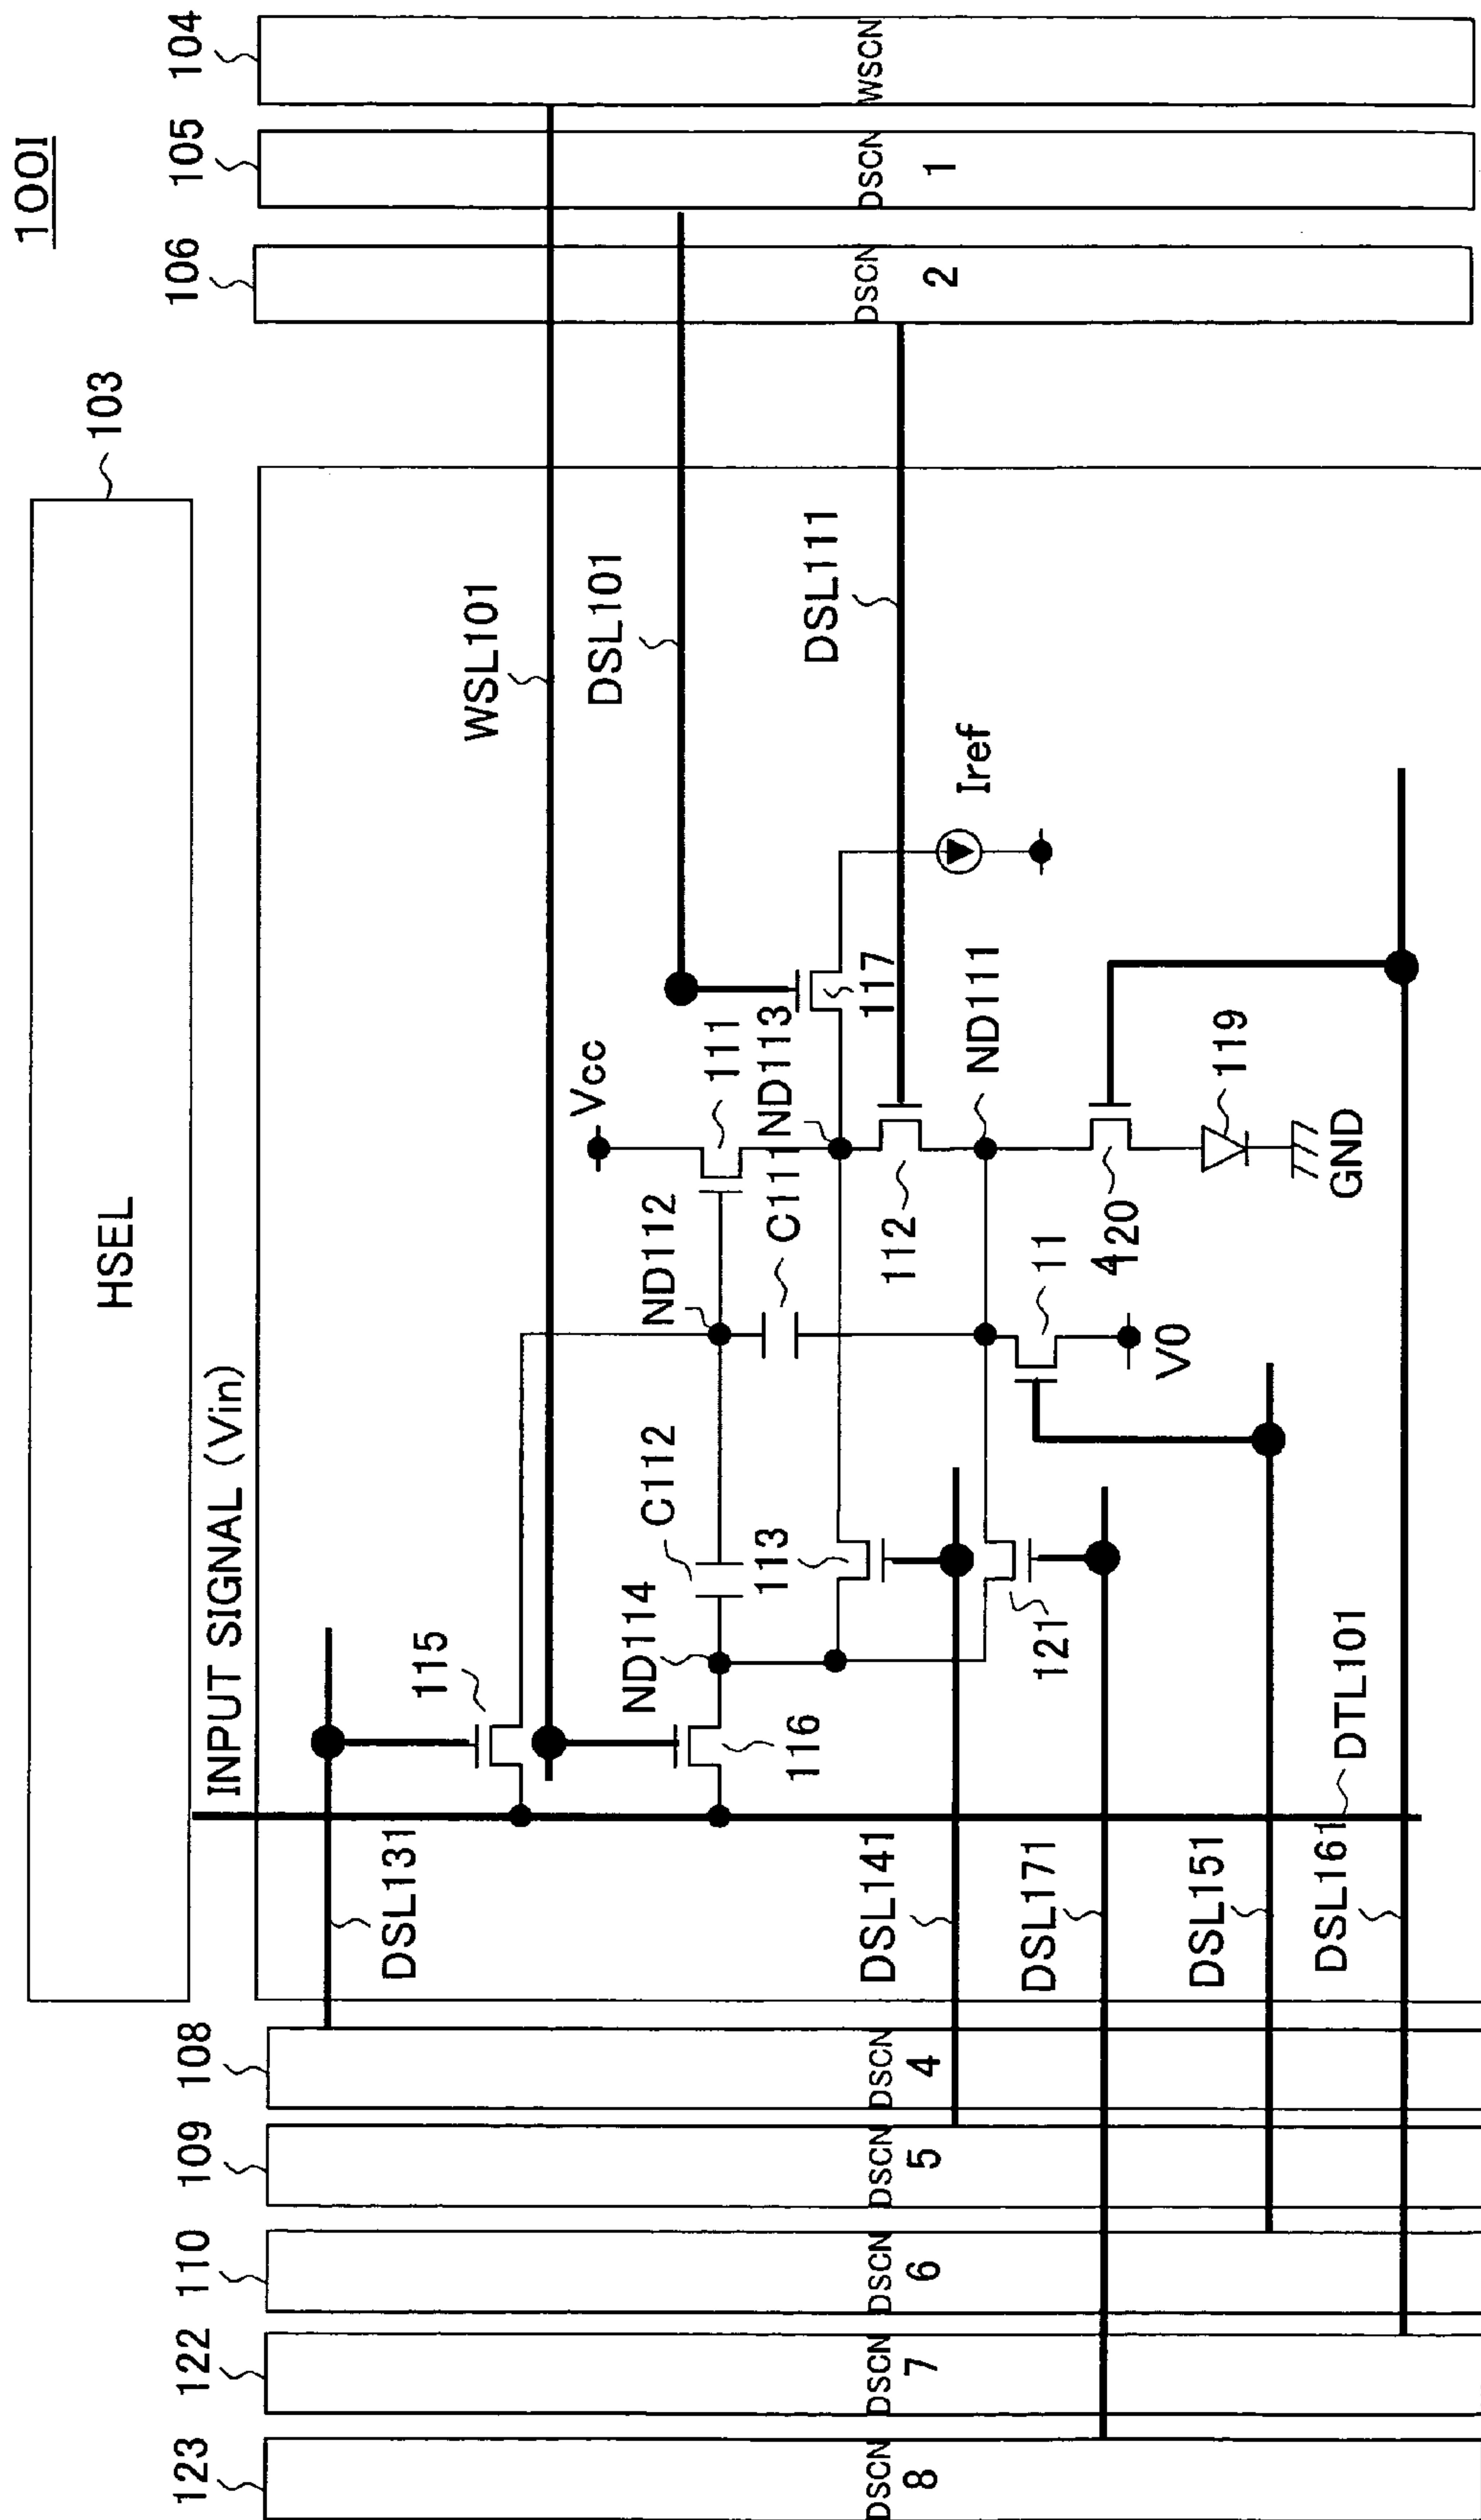 100I
103
HSEL
INPUT SIGNAL (Vin)
123
122
110
109
108
106
105
104
DSCN
8
DSCN
7
DSCN
6
DSCN
5
DSCN
4
DSCN
2
DSCN
1
WSCN
DSL131
115
WSL101
DSL101
Vcc
ND114
C112
ND112
111
116
113
C111
ND113
DSL111
117
DSL141
112
Iref
ND111
DSL171
121
11
4
120
V0
119
DSL151
GND
DSL161
DTL101